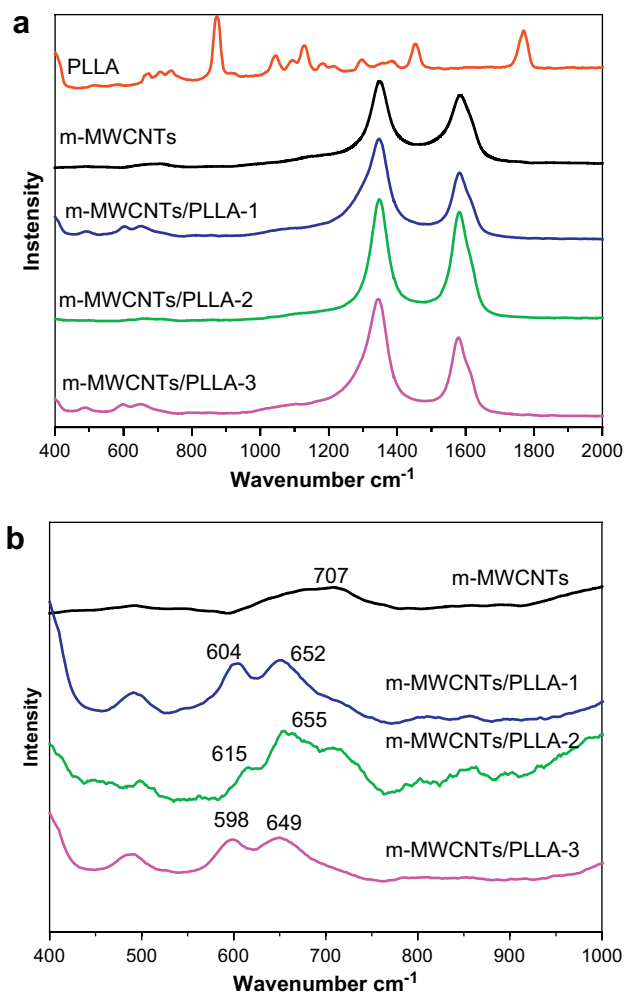 a
PLLA
m-MWCNTs
m-MWCNTs/PLLA-1
m-MWCNTs/PLLA-2
m-MWCNTs/PLLA-3
Instensity
400 600 800 1000 1200 1400 1600 1800 2000
Wavenumber cm⁻¹
b
707
m-MWCNTs
604 652
m-MWCNTs/PLLA-1
655
m-MWCNTs/PLLA-2
615
598 649
m-MWCNTs/PLLA-3
Intensity
400 500 600 700 800 900 1000
Wavenumber cm⁻¹